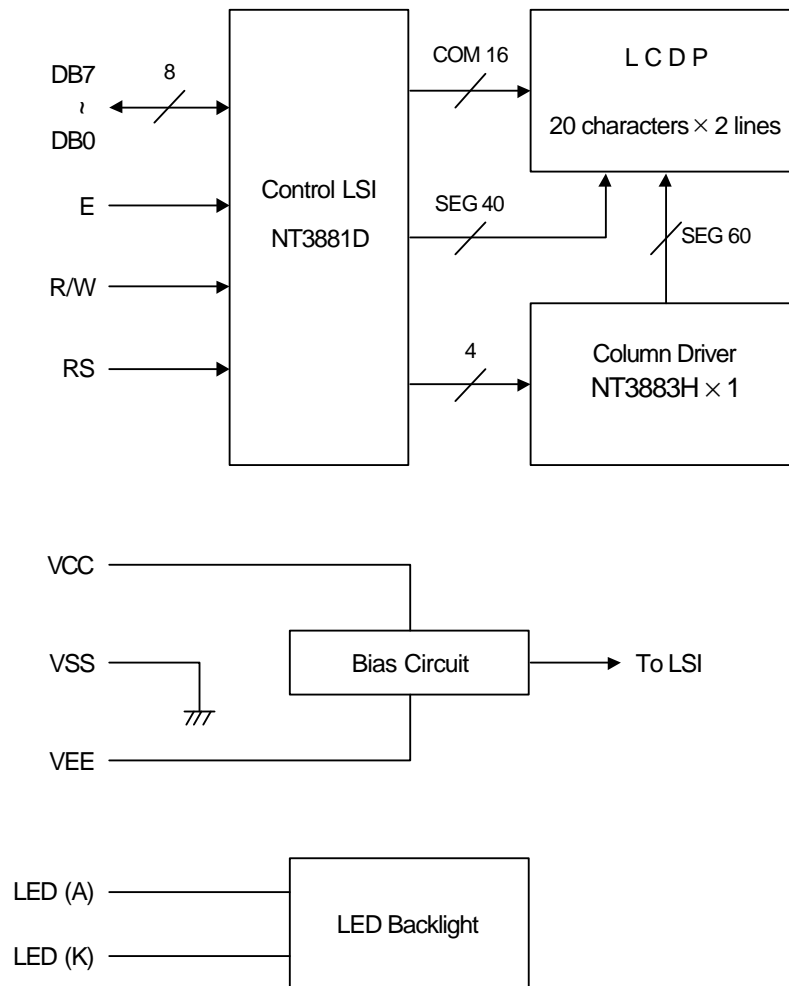 COM 16
L C D P
DB7
8
~
DB0
20 characters × 2 lines
Control LSI
NT3881D
E
SEG 40
SEG 60
R/W
RS
4
Column Driver
NT3883H × 1
VCC
VSS
Bias Circuit
To LSI
VEE
LED (A)
LED Backlight
LED (K)